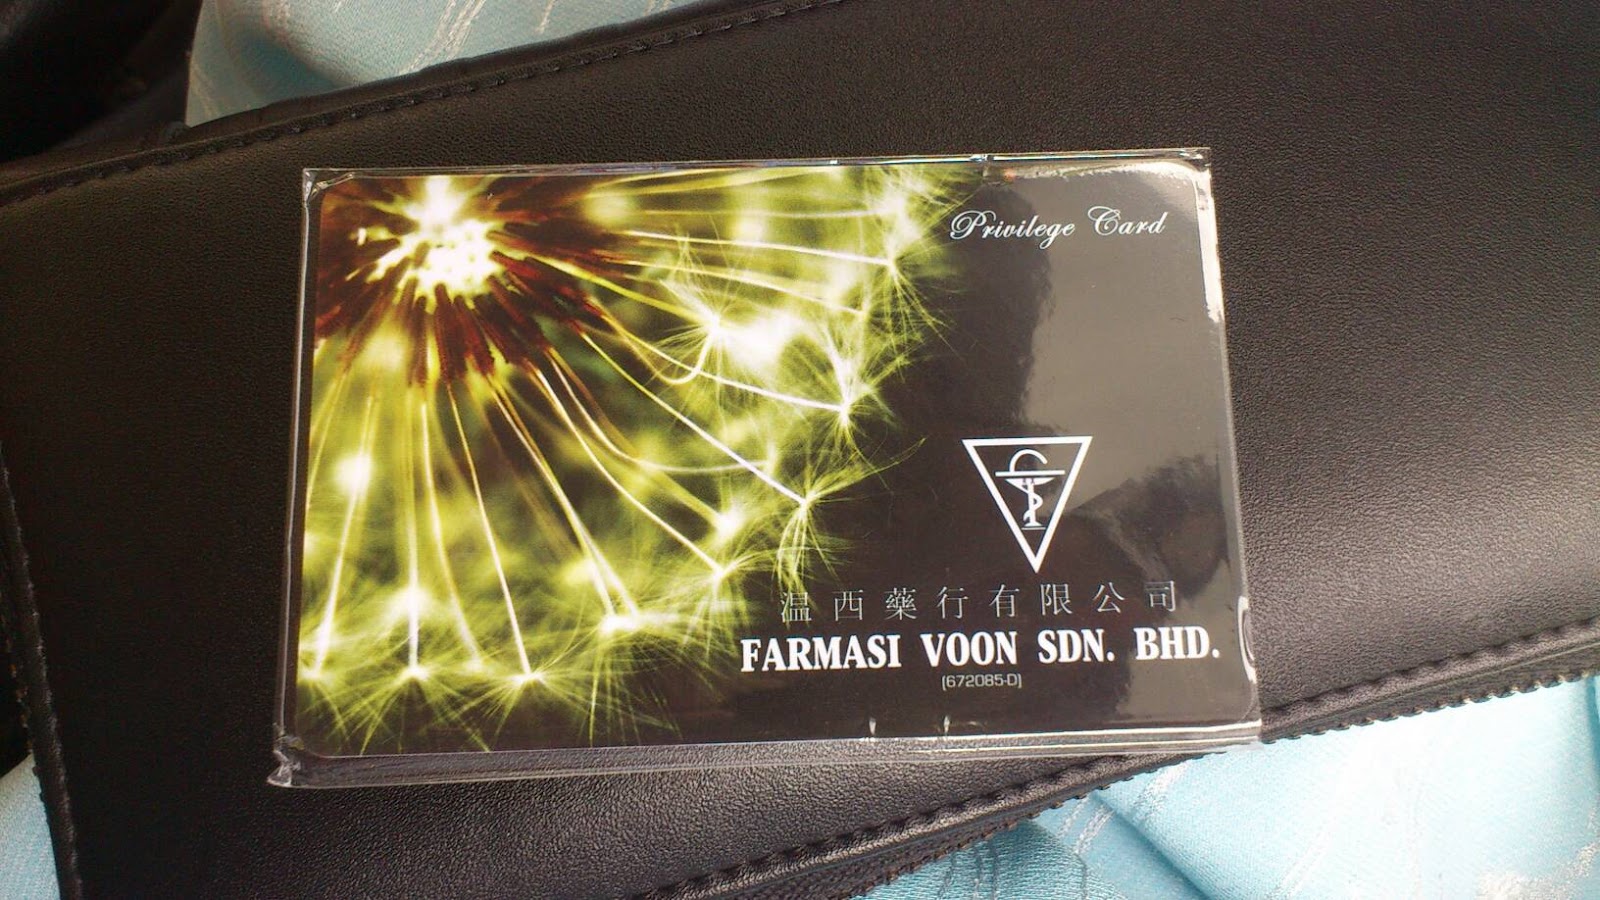 Privilege Card
温西藥行有限公司
FARMASI VOON SDN. BHD.
(672085-D)